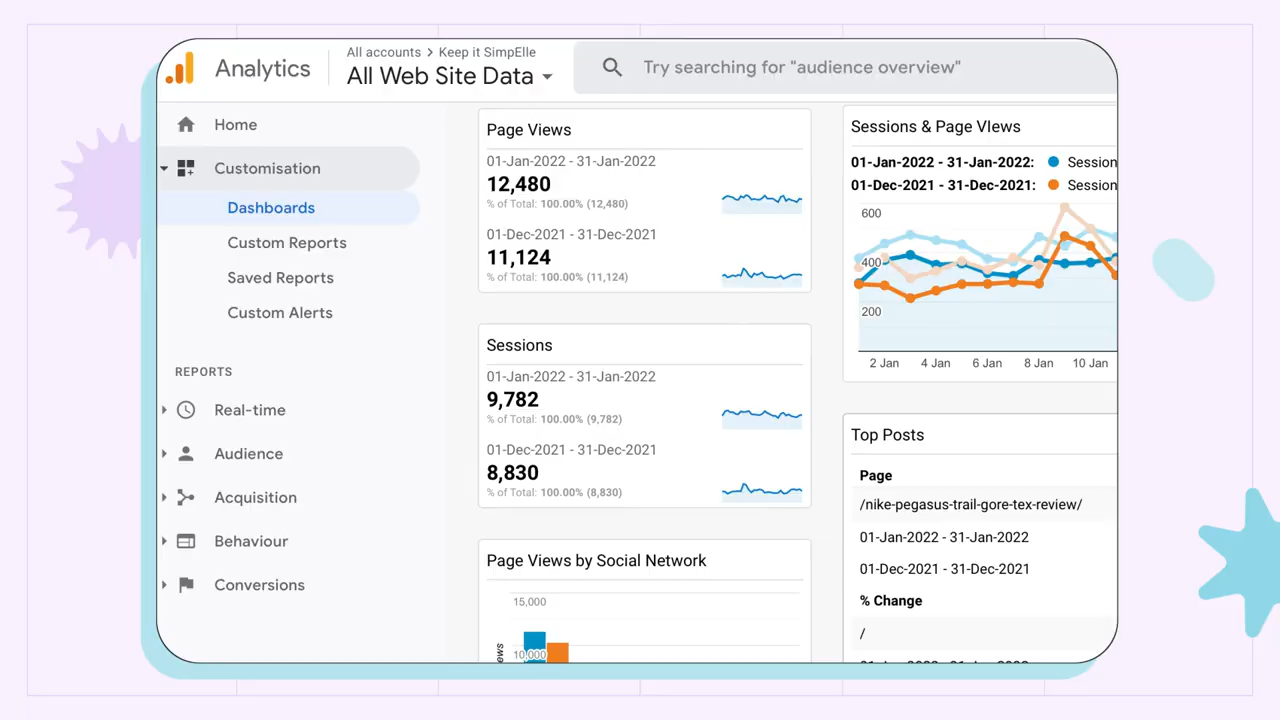 Analytics
All accounts > Keep it SimpElle
All Web Site Data
Try searching for "audience overview"
Home
Customisation
Dashboards
Custom Reports
Saved Reports
Custom Alerts
REPORTS
Real-time
Audience
Acquisition
Behaviour
Conversions
Page Views
01-Jan-2022 - 31-Jan-2022
12,480
% of Total: 100.00% (12,480)
01-Dec-2021 - 31-Dec-2021
11,124
% of Total: 100.00% (11,124)
Sessions
01-Jan-2022 - 31-Jan-2022
9,782
% of Total: 100.00% (9,782)
01-Dec-2021 - 31-Dec-2021
8,830
% of Total: 100.00% (8,830)
Page Views by Social Network
15,000
10,000
Sessions & Page VIews
01-Jan-2022 - 31-Jan-2022: Session
01-Dec-2021 - 31-Dec-2021: Session
600
400
200
2 Jan 4 Jan 6 Jan 8 Jan 10 Jan
Top Posts
Page
/nike-pegasus-trail-gore-tex-review/
01-Jan-2022 - 31-Jan-2022
01-Dec-2021 - 31-Dec-2021
% Change
/